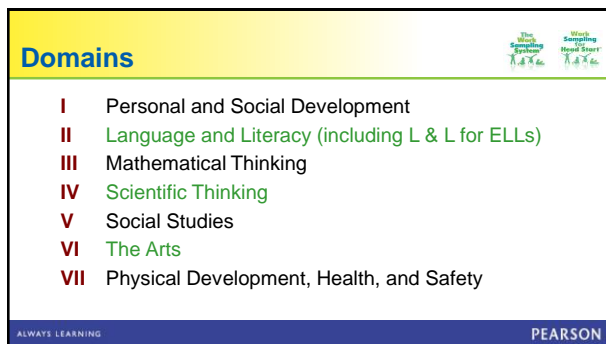 The
Work
Sampling
System
Work
Sampling
for
Head Start
Domains
I Personal and Social Development
II Language and Literacy (including L & L for ELLs)
III Mathematical Thinking
IV Scientific Thinking
V Social Studies
VI The Arts
VII Physical Development, Health, and Safety
ALWAYS LEARNING
PEARSON